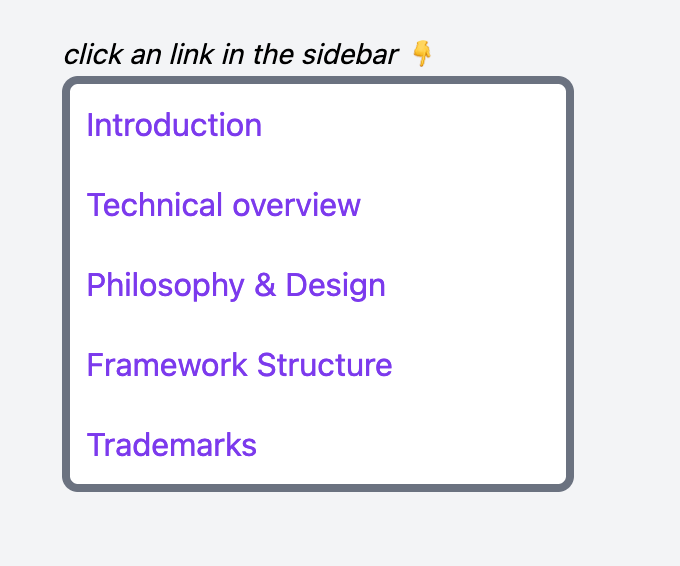 click an link in the sidebar 👇
Introduction
Technical overview
Philosophy & Design
Framework Structure
Trademarks